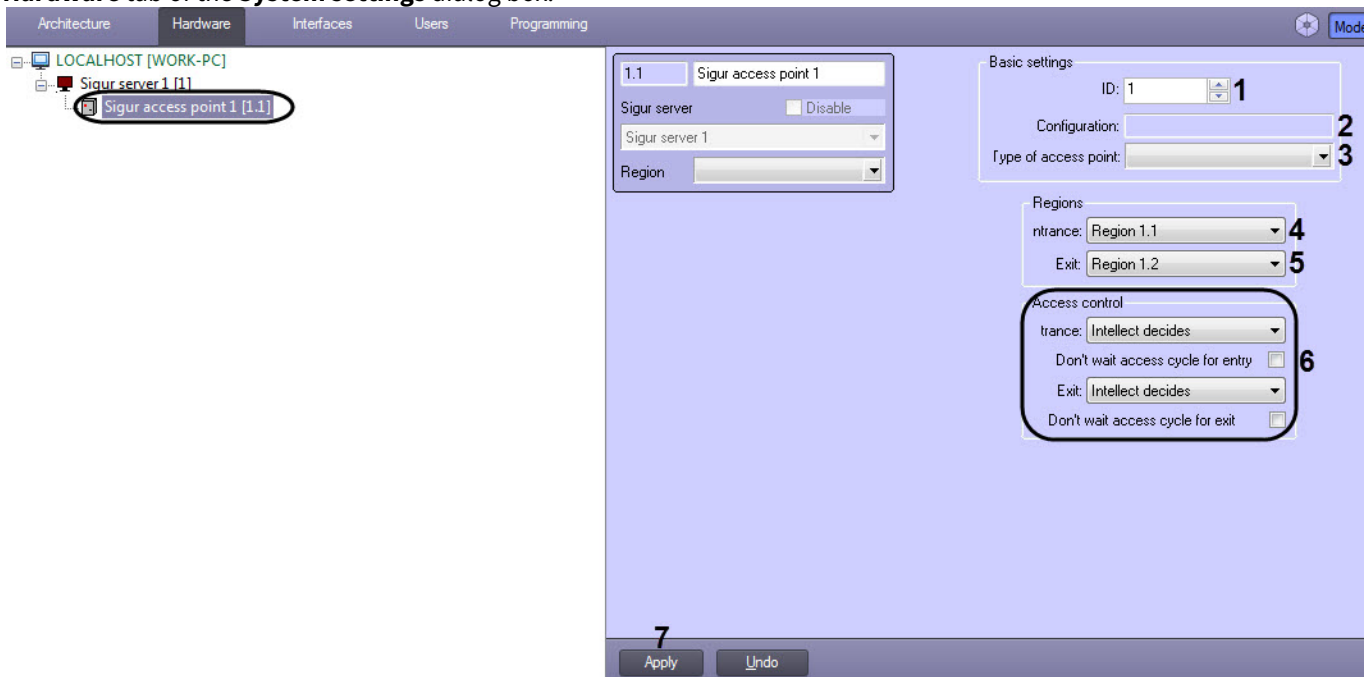 Hardware tab of the System settings dialog box.
Architecture Hardware Interfaces Users Programming Mode
LOCALHOST [WORK-PC]
Sigur server 1 [1]
Sigur access point 1 [1.1]
1.1 Sigur access point 1
Sigur server Disable
Sigur server 1
Region
Basic settings
ID: 1 1
Configuration: 2
Type of access point: 3
Regions
ntrance: Region 1.1 4
Exit: Region 1.2 5
Access control
trance: Intellect decides
Don't wait access cycle for entry 6
Exit: Intellect decides
Don't wait access cycle for exit
7
Apply Undo